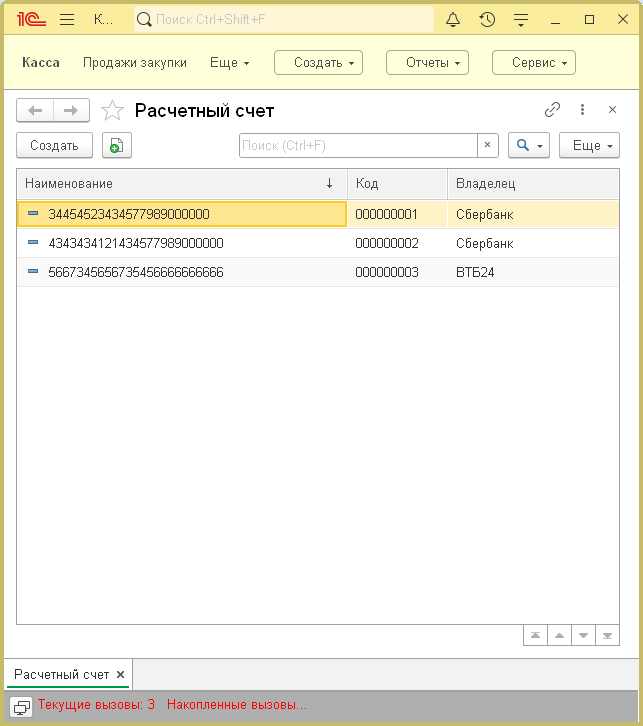 1С К... Поиск Ctrl+Shift+F
Касса Продажи закупки Еще Создать Отчеты Сервис
Расчетный счет
Создать Поиск (Ctrl+F) × Еще
Наименование ↓ Код Владелец
34454523434577989000000 000000001 Сбербанк
4343434121434577989000000 000000002 Сбербанк
5667345656735456666666666 000000003 ВТБ24
Расчетный счет ×
Текущие вызовы: 3 Накопленные вызовы...